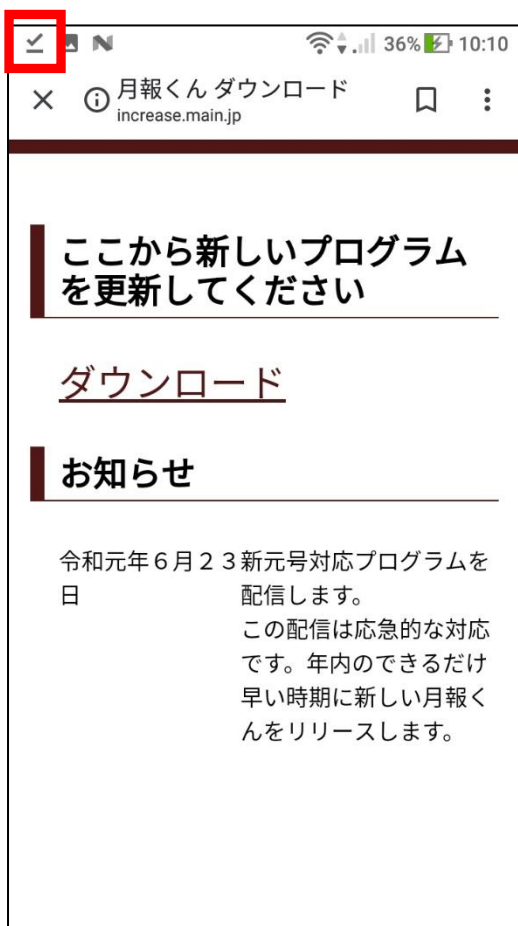 36% 10:10
月報くん ダウンロード
increase.main.jp
ここから新しいプログラム
を更新してください
ダウンロード
お知らせ
令和元年６月２３
日
新元号対応プログラムを
配信します。
この配信は応急的な対応
です。年内のできるだけ
早い時期に新しい月報く
んをリリースします。